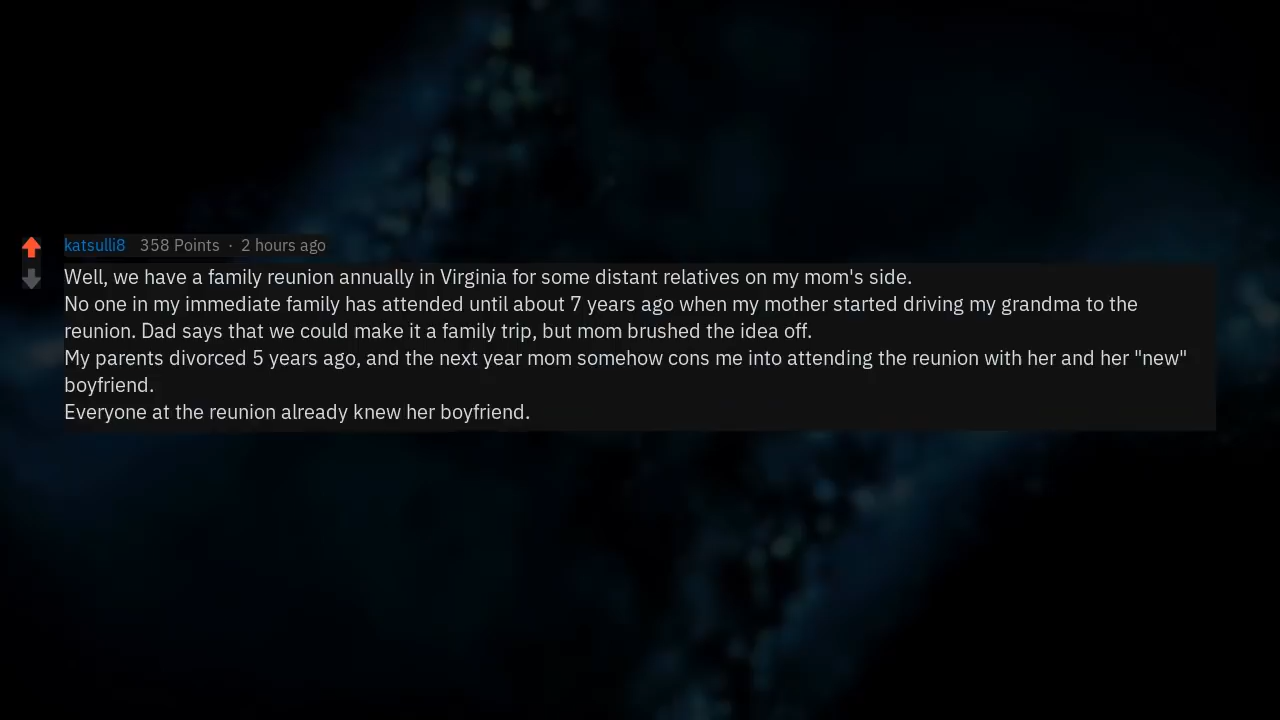 katsulli8 358 Points · 2 hours ago
Well, we have a family reunion annually in Virginia for some distant relatives on my mom's side.
No one in my immediate family has attended until about 7 years ago when my mother started driving my grandma to the
reunion. Dad says that we could make it a family trip, but mom brushed the idea off.
My parents divorced 5 years ago, and the next year mom somehow cons me into attending the reunion with her and her "new"
boyfriend.
Everyone at the reunion already knew her boyfriend.